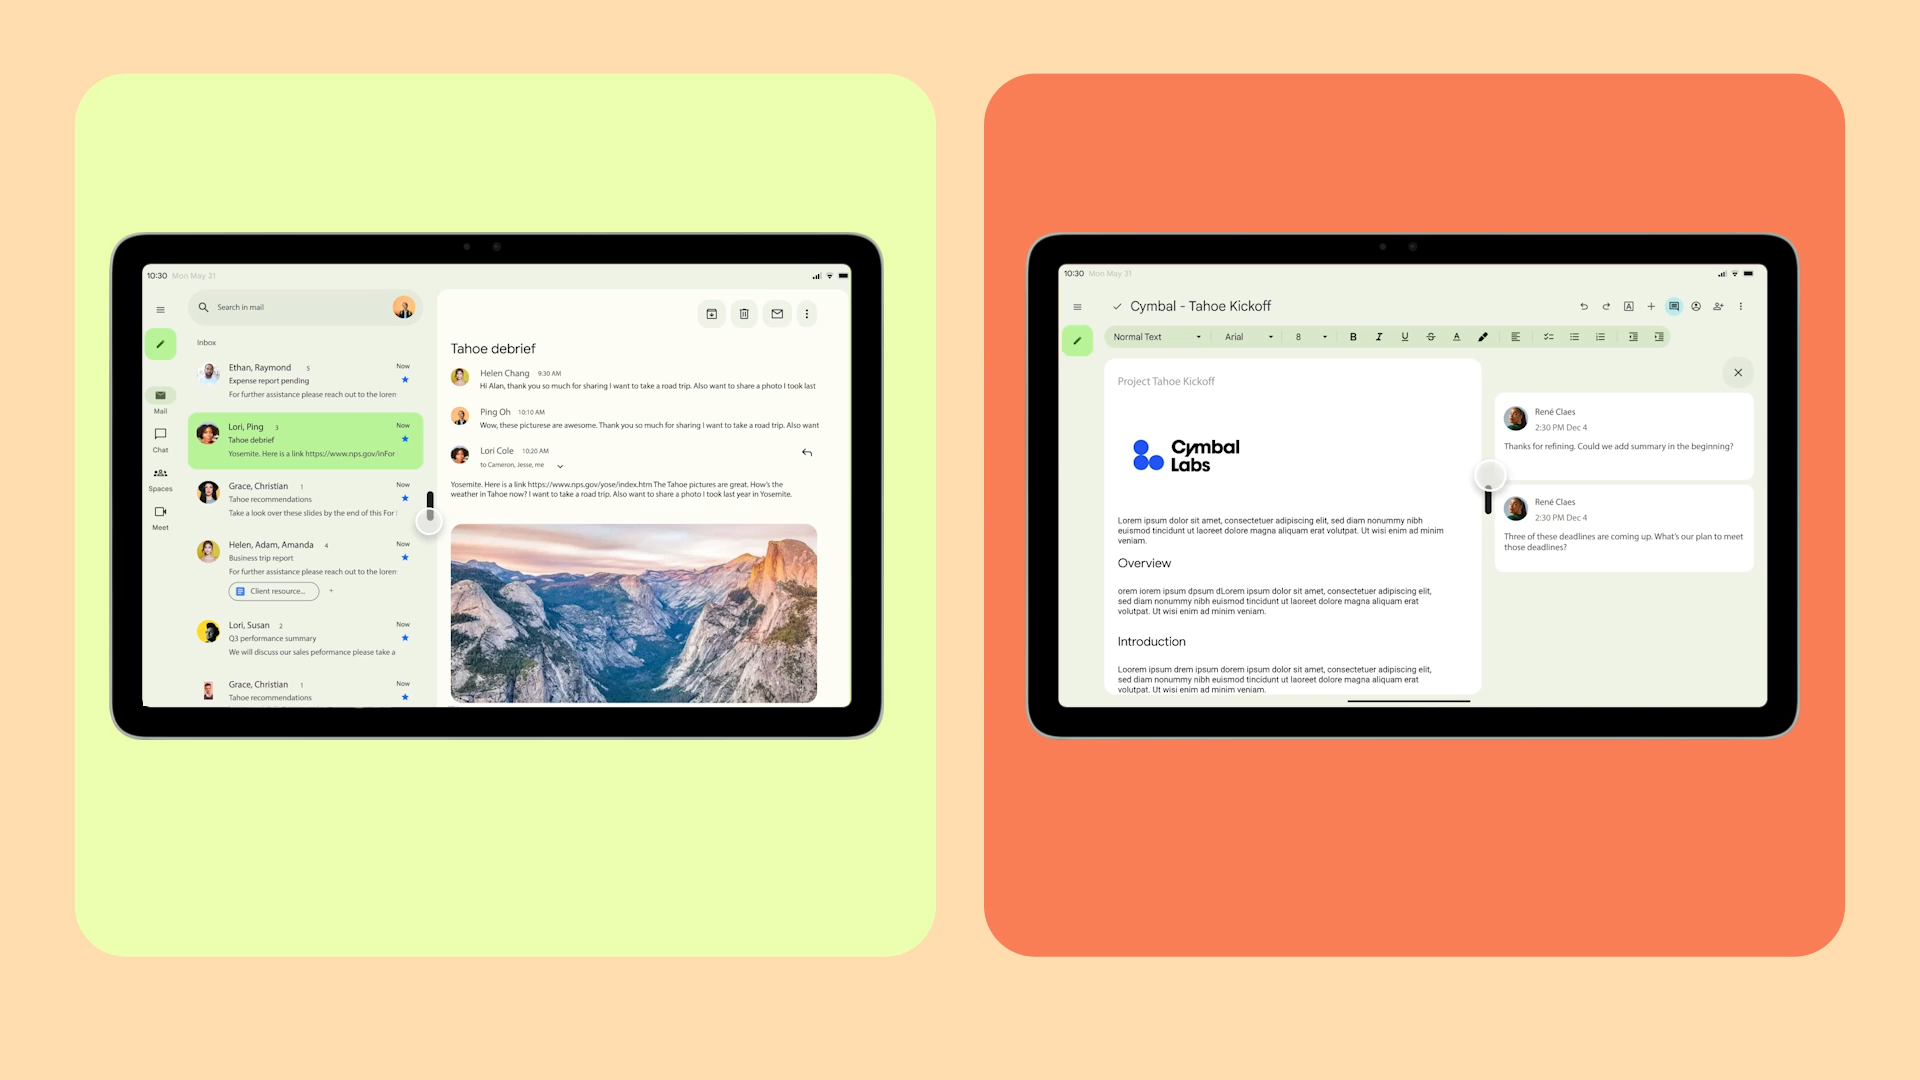 10:30 Mon May 31
Search in mail
Inbox
Mail
Chat
Spaces
Meet
Ethan, Raymond 5 Now
Expense report pending
For further assistance please reach out to the loren
Lori, Ping 3 Now
Tahoe debrief
Yosemite. Here is a link https://www.nps.gov/inFor
Grace, Christian 1 Now
Tahoe recommendations
Take a look over these slides by the end of this For
Helen, Adam, Amanda 4 Now
Business trip report
For further assistance please reach out to the loren
Client resource... +
Lori, Susan 2 Now
Q3 performance summary
We will discuss our sales peformance please take a
Grace, Christian 1 Now
Tahoe recommendations
Tahoe debrief
Helen Chang 9:30 AM
Hi Alan, thank you so much for sharing I want to take a road trip. Also want to share a photo I took last
Ping Oh 10:10 AM
Wow, these picturese are awesome. Thank you so much for sharing I want to take a road trip. Also want
Lori Cole 10:20 AM
to Cameron, Jesse, me
Yosemite. Here is a link https://www.nps.gov/yose/index.htm The Tahoe pictures are great. How's the
weather in Tahoe now? I want to take a road trip. Also want to share a photo I took last year in Yosemite.
10:30 Mon May 31
Cymbal - Tahoe Kickoff
Normal Text Arial 8 B I U S A
Project Tahoe Kickoff
Cymbal
Labs
Lorem ipsum dolor sit amet, consectetuer adipiscing elit, sed diam nonummy nibh
euismod tincidunt ut laoreet dolore magna aliquam erat volutpat. Ut wisi enim ad minim
veniam.
Overview
orem iorem ipsum dpsum dLorem ipsum dolor sit amet, consectetuer adipiscing elit,
sed diam nonummy nibh euismod tincidunt ut laoreet dolore magna aliquam erat
volutpat. Ut wisi enim ad minim veniam.
Introduction
Lorem ipsum drem ipsum dorem ipsum dolor sit amet, consectetuer adipiscing elit,
sed diam nonummy nibh euismod tincidunt ut laoreet dolore magna aliquam erat
volutpat. Ut wisi enim ad minim veniam.
René Claes
2:30 PM Dec 4
Thanks for refining. Could we add summary in the beginning?
René Claes
2:30 PM Dec 4
Three of these deadlines are coming up. What's our plan to meet
those deadlines?